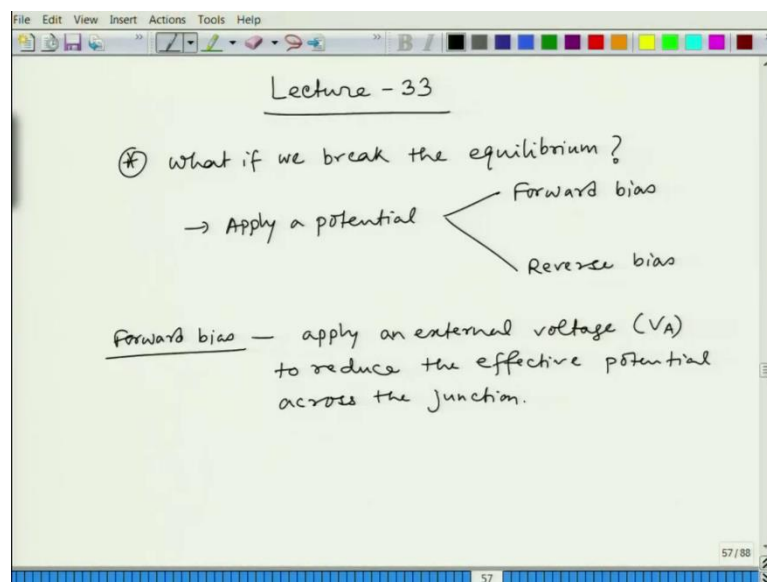 File Edit View Insert Actions Tools Help
B I
Lecture - 33
* what if we break the equilibrium?
Forward bias
→ Apply a potential
Reverse bias
Forward bias — apply an external voltage (VA)
to reduce the effective potential
across the junction.
57/88
57